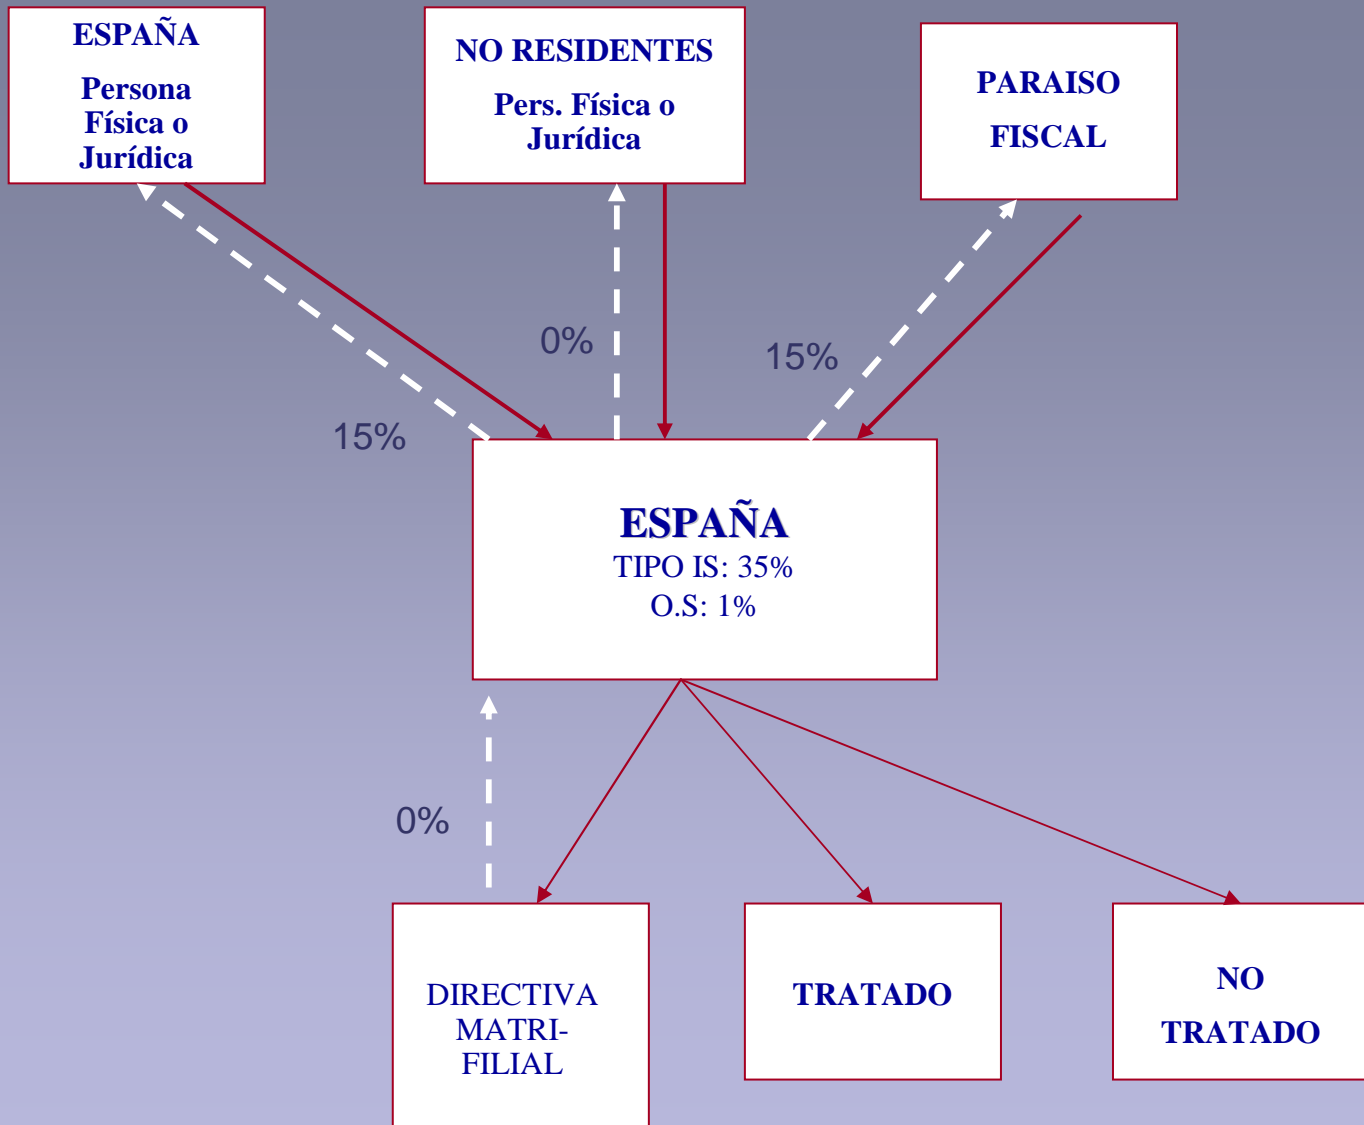 ESPAÑA
Persona
Física o
Jurídica
NO RESIDENTES
Pers. Física o
Jurídica
PARAISO
FISCAL
0%
15%
15%
ESPAÑA
TIPO IS: 35%
O.S: 1%
0%
DIRECTIVA
MATRI-
FILIAL
TRATADO
NO
TRATADO